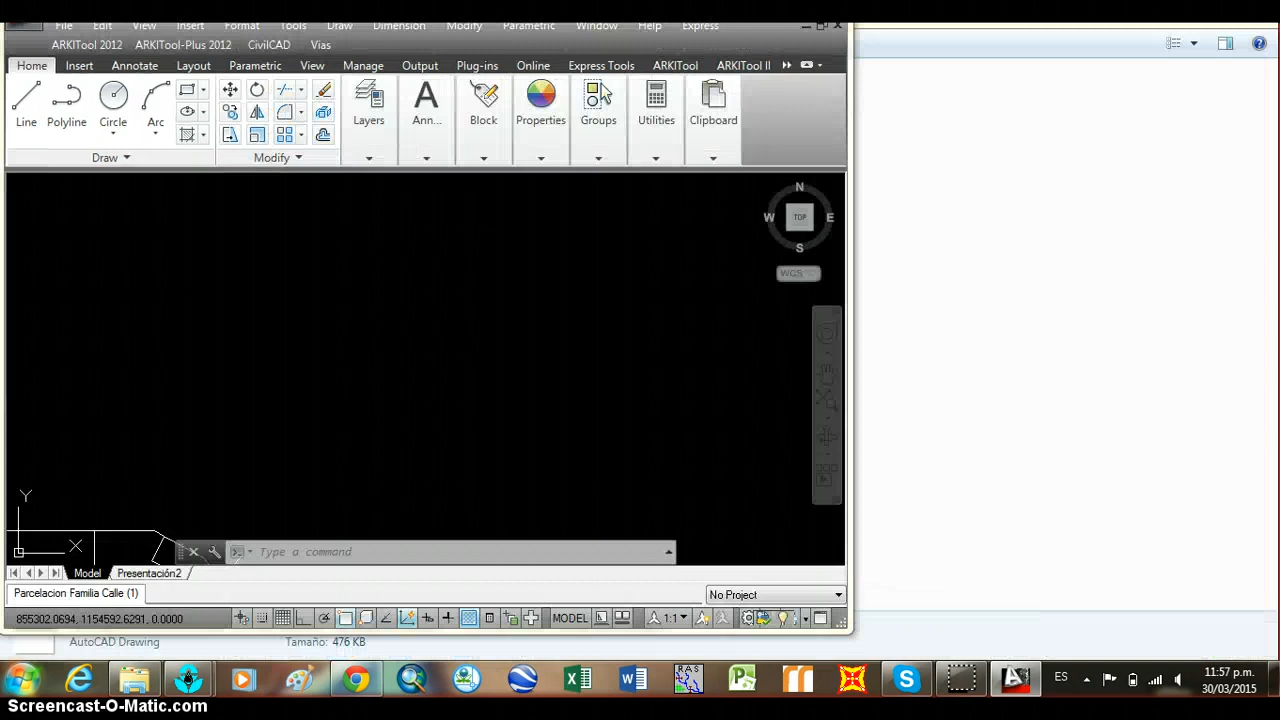 File Edit View Insert Format Tools Draw Dimension Modify Parametric Window Help Express
ARKITool 2012 ARKITool-Plus 2012 CivilCAD Vias
Home Insert Annotate Layout Parametric View Manage Output Plug-ins Online Express Tools ARKITool ARKITool II
Line Polyline Circle Arc Layers Ann... Block Properties Groups Utilities Clipboard
Draw Modify
N
W TOP E
S
WCS
Y
X
Type a command
Model Presentación2
Parcelacion Familia Calle (1)
No Project
855302.0694, 1154592.6291, 0.0000 MODEL 1:1
AutoCAD Drawing Tamaño: 476 KB
RAS
ES
11:57 p.m.
30/03/2015
Screencast-O-Matic.com